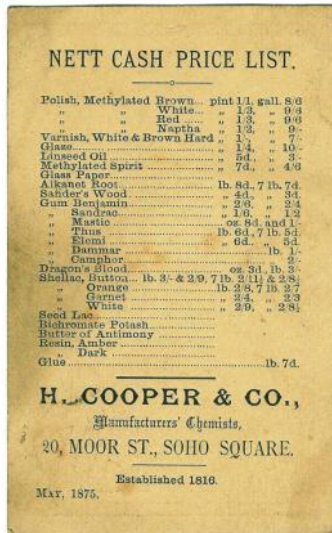 NETT CASH PRICE LIST.
Polish, Methylated Brown... pint 1/1, gall. 8/6
„ „ White... „ 1/3, „ 9/6
„ „ Red ...... „ 1/3, „ 9/6
„ „ Naptha „ 1/2, „ 9/-
Varnish, White & Brown Hard „ 1/-, „ 7/-
Glaze...... „ 1/4, „ 10/-
Linseed Oil ...... „ 5d., „ 3/-
Methylated Spirit ...... „ 7d., „ 4/6
Glass Paper......
Alkanet Root...... lb. 8d., 7 lb. 7d.
Sander's Wood...... „ 4d., „ 3d.
Gum Benjamin...... „ 2/6, „ 2/4
„ Sandrac...... „ 1/6, „ 1/2
„ Mastic ...... oz. 8d. and 1/-
„ Thus ...... lb. 6d., 7 lb. 5d.
„ Elemi ...... „ 6d., „ 5d.
„ Dammar ...... lb. 1/-
„ Camphor...... 2/-
Dragon's Blood...... oz. 3d., lb. 3/-
Shellac, Button... lb. 3/- & 2/9, 7 lb. 2/11½ & 2/8½
„ Orange ...... lb. 2/8, 7 lb. 2/7
„ Garnet ...... „ 2/4, „ 2/3
„ White ...... „ 2/9, „ 2/8½
Seed Lac......
Bichromate Potash......
Butter of Antimony ......
Resin, Amber ......
„ Dark ......
Glue...... lb. 7d.
H. COOPER & CO.,
Manufacturers' Chemists,
20, MOOR ST., SOHO SQUARE.
Established 1816.
MAY, 1875.